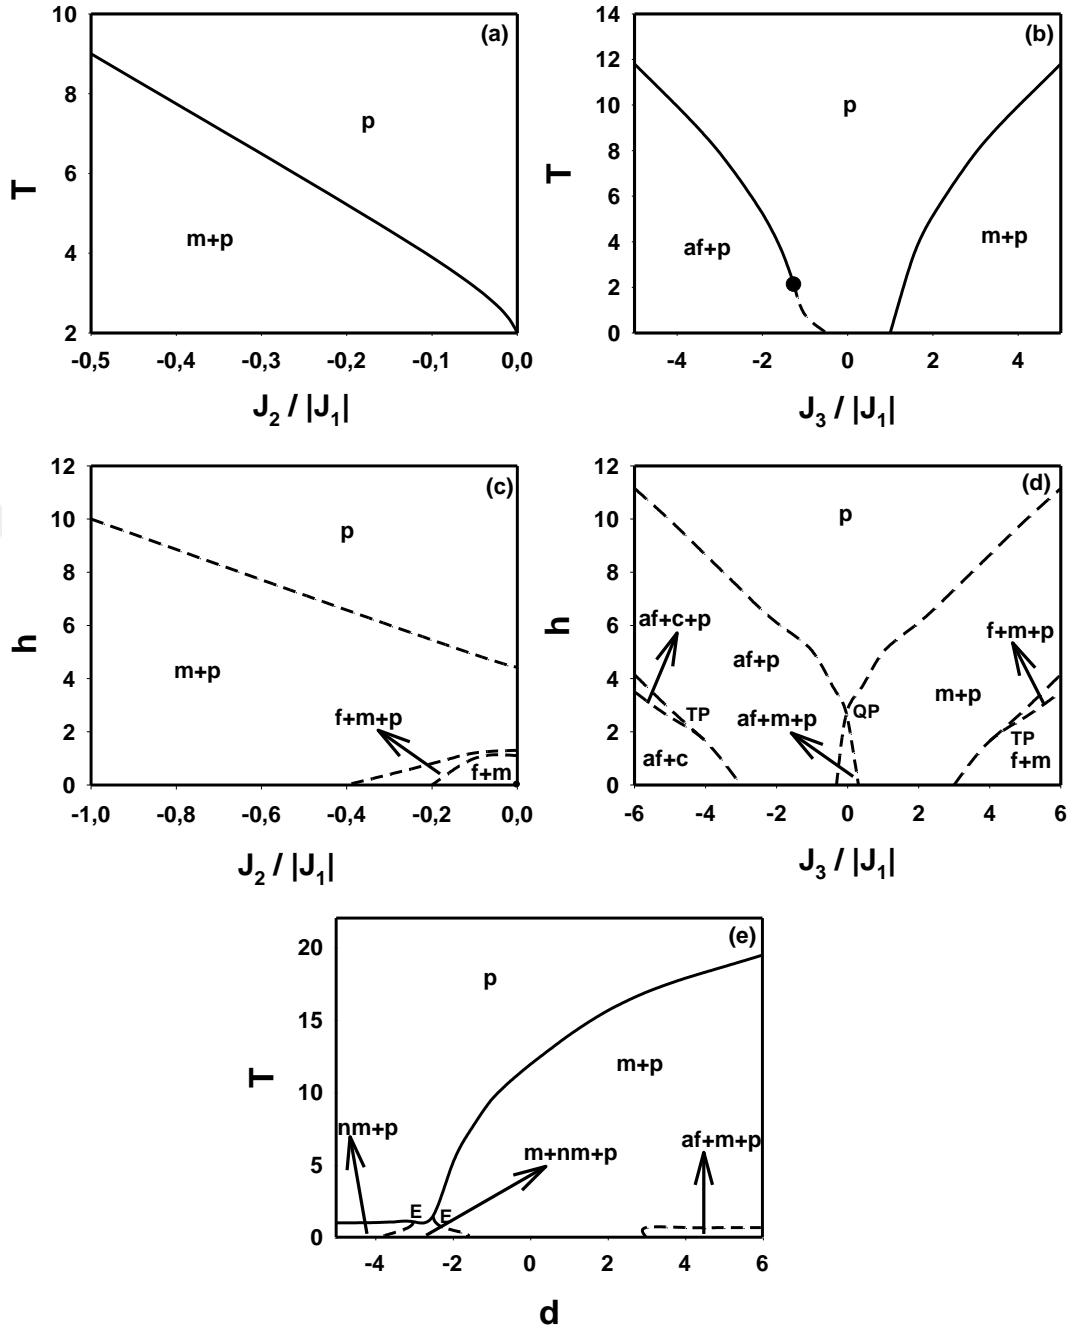 (a)
10
8
6
4
2
T
p
m+p
-0,5
-0,4
-0,3
-0,2
-0,1
0,0
J2 / |J1|
(b)
14
12
10
8
6
4
2
0
T
p
af+p
m+p
-4
-2
0
2
4
J3 / |J1|
(c)
12
10
8
6
4
2
0
h
p
m+p
f+m+p
f+m
-1,0
-0,8
-0,6
-0,4
-0,2
0,0
J2 / |J1|
(d)
12
10
8
6
4
2
0
h
p
af+c+p
af+p
f+m+p
m+p
TP
af+m+p
QP
TP
af+c
f+m
-6
-4
-2
0
2
4
6
J3 / |J1|
(e)
20
15
10
5
0
T
p
m+p
nm+p
m+nm+p
af+m+p
E
E
-4
-2
0
2
4
6
d